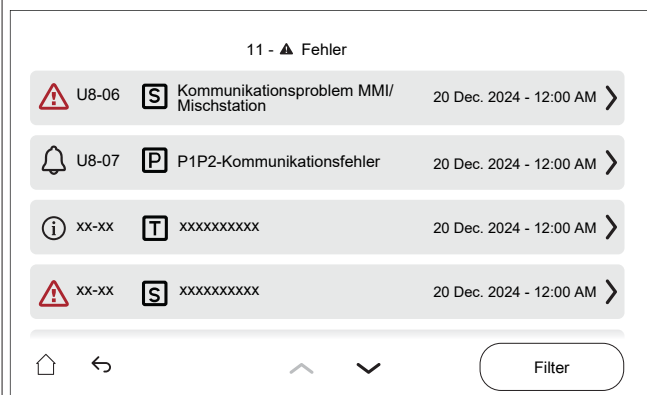 11 - Fehler
U8-06 S Kommunikationsproblem MMI/
Mischstation 20 Dec. 2024 - 12:00 AM
U8-07 P P1P2-Kommunikationsfehler 20 Dec. 2024 - 12:00 AM
xx-xx T xxxxxxxxxx 20 Dec. 2024 - 12:00 AM
xx-xx S xxxxxxxxxx 20 Dec. 2024 - 12:00 AM
Filter